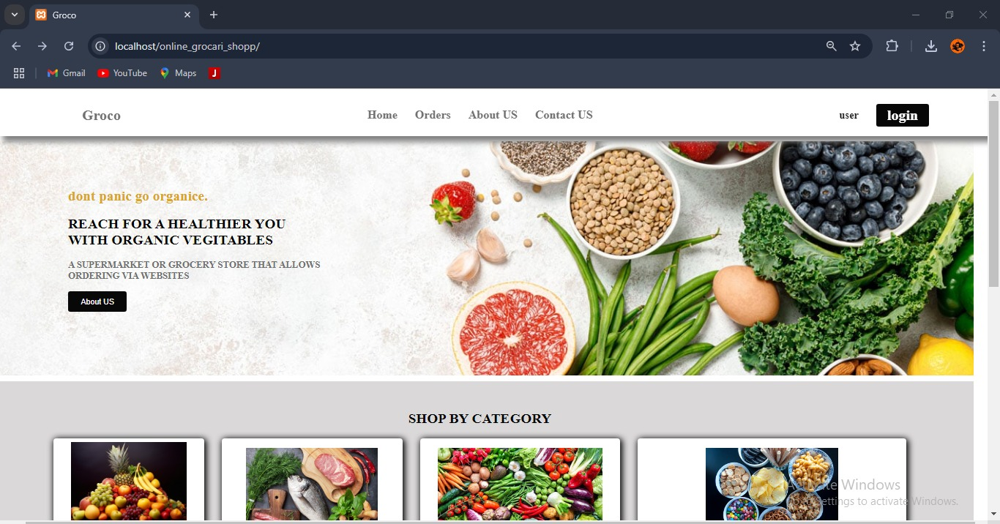 Groco
localhost/online_grocari_shopp/
Gmail
YouTube
Maps
J
Groco
Home
Orders
About US
Contact US
user
login
dont panic go organice.
REACH FOR A HEALTHIER YOU
WITH ORGANIC VEGITABLES
A SUPERMARKET OR GROCERY STORE THAT ALLOWS
ORDERING VIA WEBSITES
About US
SHOP BY CATEGORY
Activate Windows
Go to Settings to activate Windows.